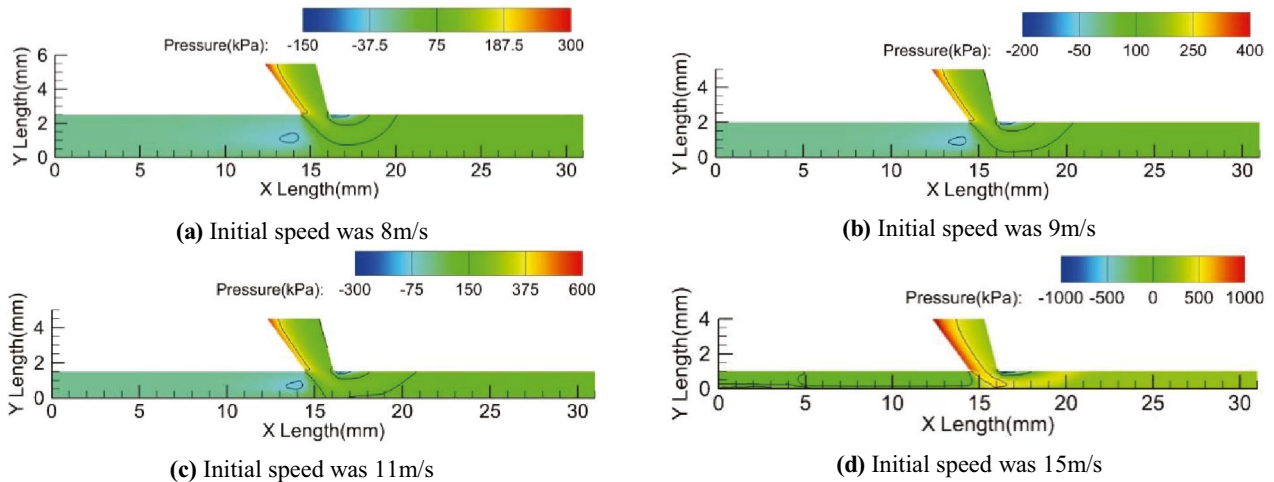 Pressure(kPa): -150 -37.5 75 187.5 300
Y Length(mm)
6
4
2
0
0 5 10 15 20 25 30
X Length(mm)
(a) Initial speed was 8m/s
Pressure(kPa): -200 -50 100 250 400
Y Length(mm)
4
2
0
0 5 10 15 20 25 30
X Length(mm)
(b) Initial speed was 9m/s
Pressure(kPa): -300 -75 150 375 600
Y Length(mm)
4
2
0
0 5 10 15 20 25 30
X Length(mm)
(c) Initial speed was 11m/s
Pressure(kPa): -1000 -500 0 500 1000
Y Length(mm)
4
2
0
0 5 10 15 20 25 30
X Length(mm)
(d) Initial speed was 15m/s